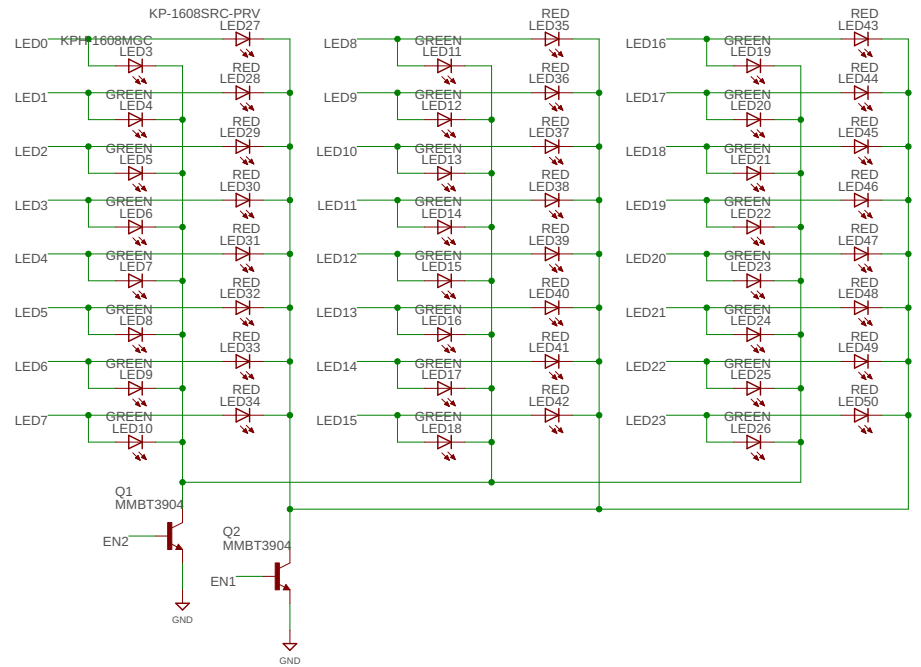 KP-1608SRC-PRV RED RED
LED27 LED35 LED43
LED0 KPH-1608MGC LED8 GREEN LED16 GREEN
LED3 LED11 LED19
RED RED RED
LED28 LED36 LED44
LED1 GREEN LED9 GREEN LED17 GREEN
LED4 LED12 LED20
RED RED RED
LED29 LED37 LED45
LED2 GREEN LED10 GREEN LED18 GREEN
LED5 LED13 LED21
RED RED RED
LED30 LED38 LED46
LED3 GREEN LED11 GREEN LED19 GREEN
LED6 LED14 LED22
RED RED RED
LED31 LED39 LED47
LED4 GREEN LED12 GREEN LED20 GREEN
LED7 LED15 LED23
RED RED RED
LED32 LED40 LED48
LED5 GREEN LED13 GREEN LED21 GREEN
LED8 LED16 LED24
RED RED RED
LED33 LED41 LED49
LED6 GREEN LED14 GREEN LED22 GREEN
LED9 LED17 LED25
RED RED RED
LED34 LED42 LED50
LED7 GREEN LED15 GREEN LED23 GREEN
LED10 LED18 LED26
Q1
MMBT3904
EN2
Q2
MMBT3904
EN1
GND
GND